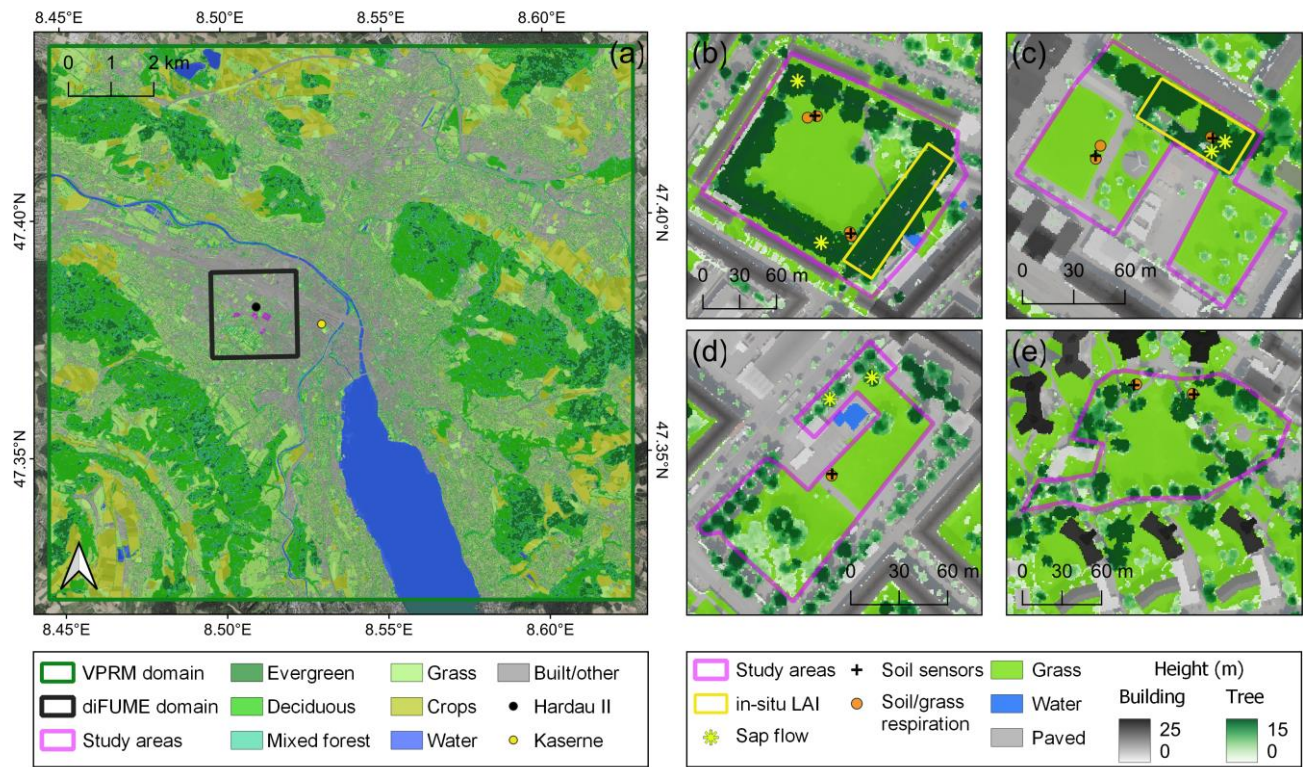 8.45°E 8.50°E 8.55°E 8.60°E
(a)
0 1 2 km
47.40°N
47.35°N
47.40°N
47.35°N
8.45°E 8.50°E 8.55°E 8.60°E
(b)
0 30 60 m
(c)
0 30 60 m
(d)
0 30 60 m
(e)
0 30 60 m
VPRM domain Evergreen Grass Built/other
diFUME domain Deciduous Crops Hardau II
Study areas Mixed forest Water Kaserne
Study areas Soil sensors Grass Height (m)
in-situ LAI Soil/grass respiration Water Building Tree
Sap flow Paved 25 15
0 0